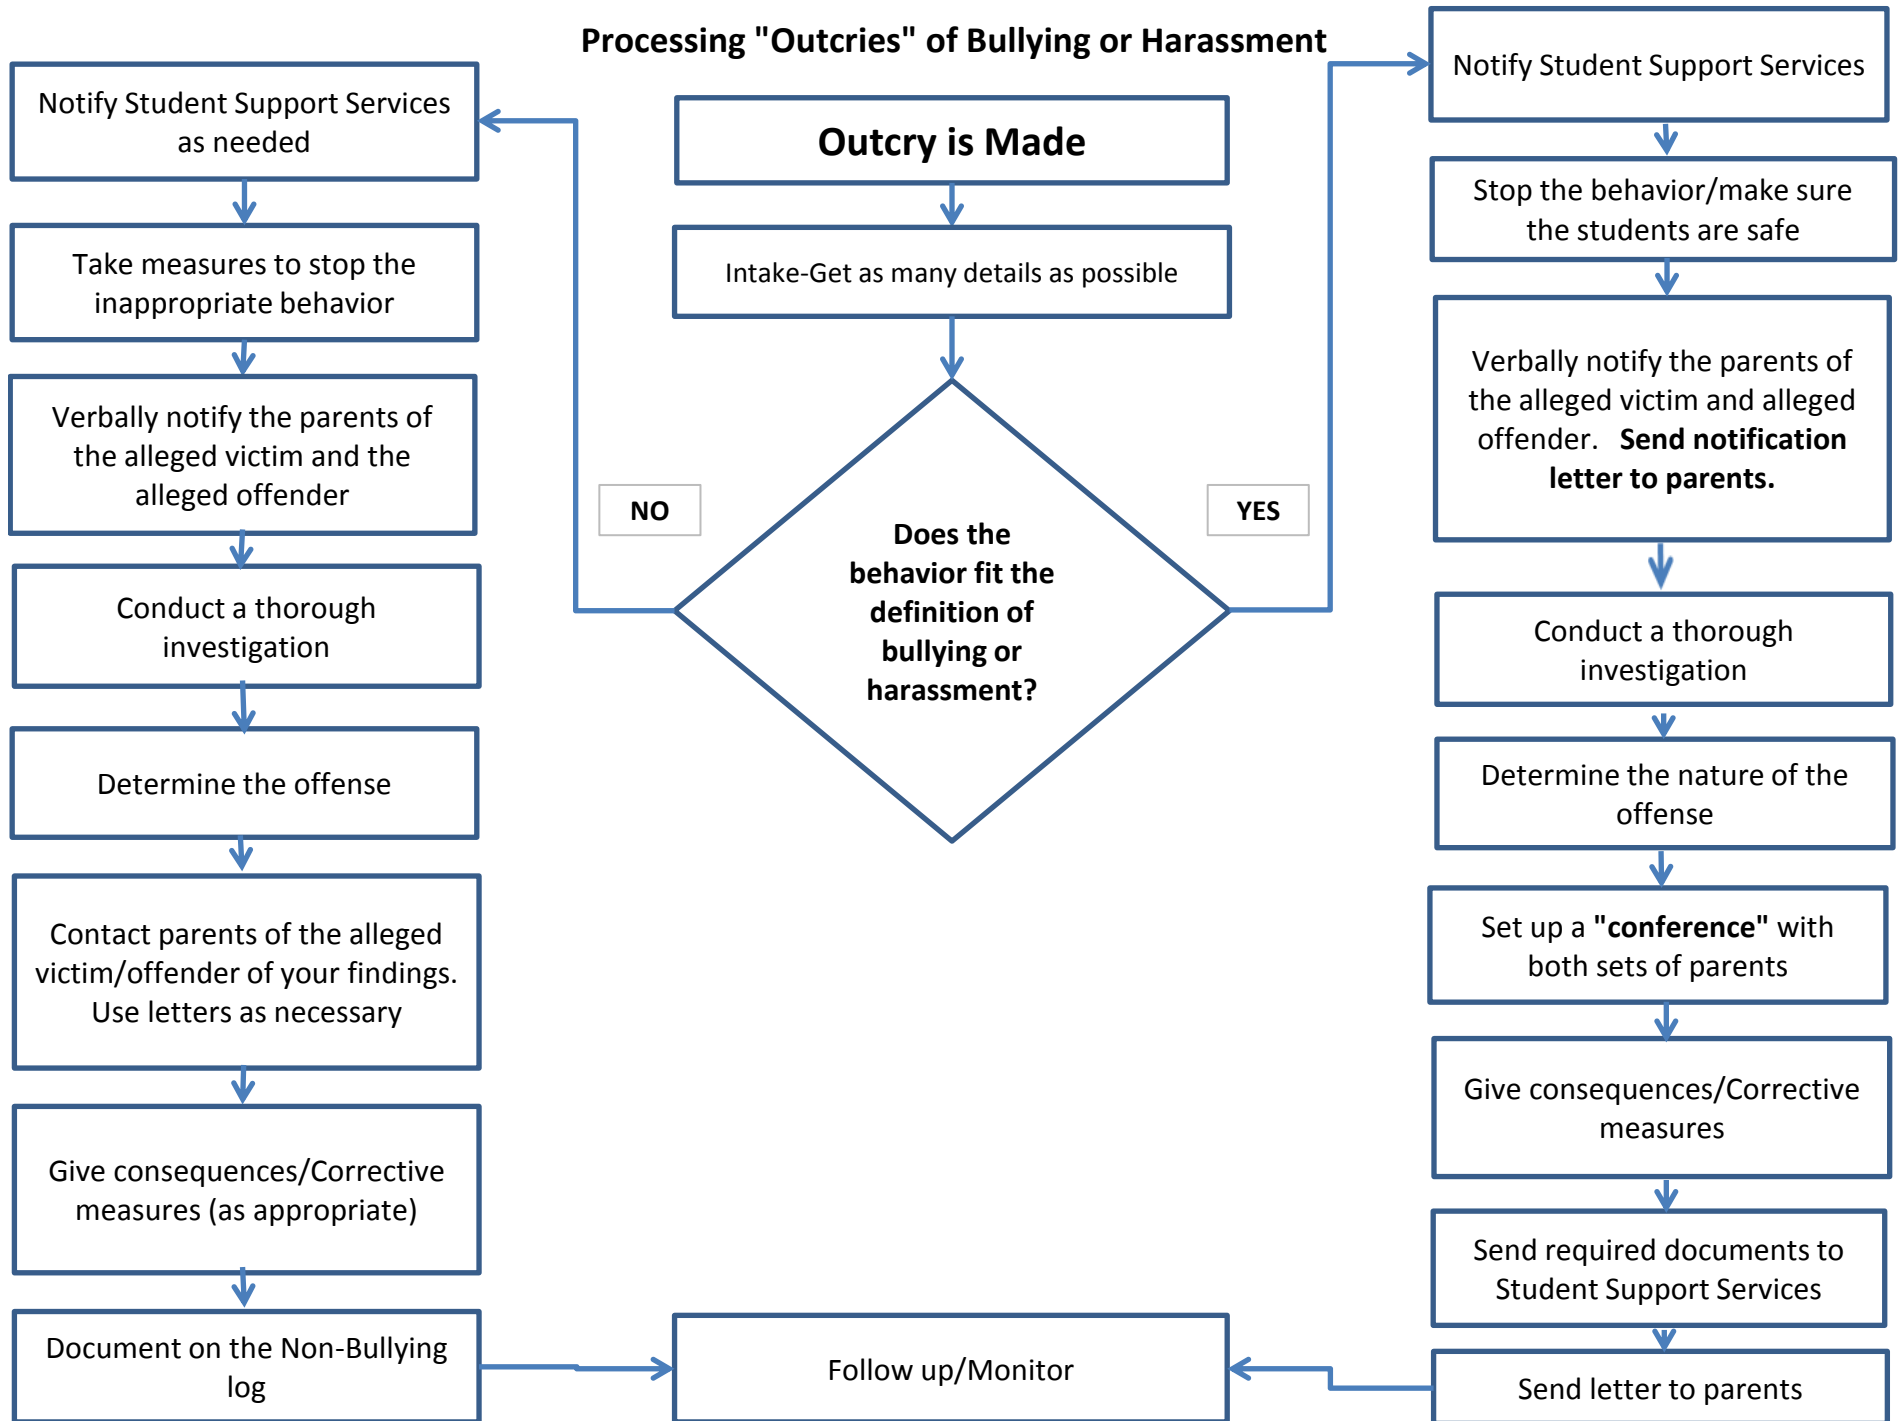 Processing "Outcries" of Bullying or Harassment
Outcry is Made
Intake-Get as many details as possible
Does the
behavior fit the
definition of
bullying or
harassment?
NO
YES
Notify Student Support Services
as needed
Take measures to stop the
inappropriate behavior
Verbally notify the parents of
the alleged victim and the
alleged offender
Conduct a thorough
investigation
Determine the offense
Contact parents of the alleged
victim/offender of your findings.
Use letters as necessary
Give consequences/Corrective
measures (as appropriate)
Document on the Non-Bullying
log
Notify Student Support Services
Stop the behavior/make sure
the students are safe
Verbally notify the parents of
the alleged victim and alleged
offender. Send notification
letter to parents.
Conduct a thorough
investigation
Determine the nature of the
offense
Set up a "conference" with
both sets of parents
Give consequences/Corrective
measures
Send required documents to
Student Support Services
Send letter to parents
Follow up/Monitor